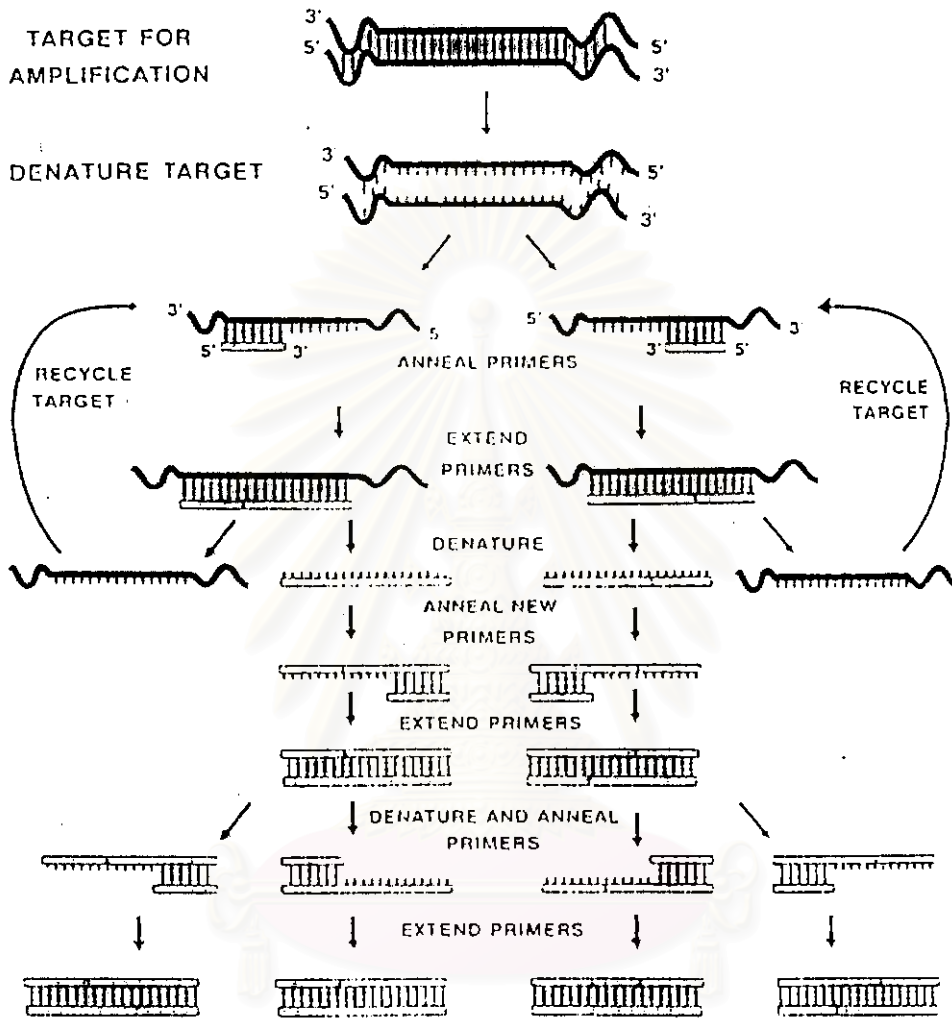 TARGET FOR
AMPLIFICATION
3'
5'
5'
3'
DENATURE TARGET
3'
5'
5'
3'
3'
5'
3'
5
5'
3'
5'
3'
ANNEAL PRIMERS
RECYCLE
TARGET
RECYCLE
TARGET
EXTEND
PRIMERS
DENATURE
ANNEAL NEW
PRIMERS
EXTEND PRIMERS
DENATURE AND ANNEAL
PRIMERS
EXTEND PRIMERS